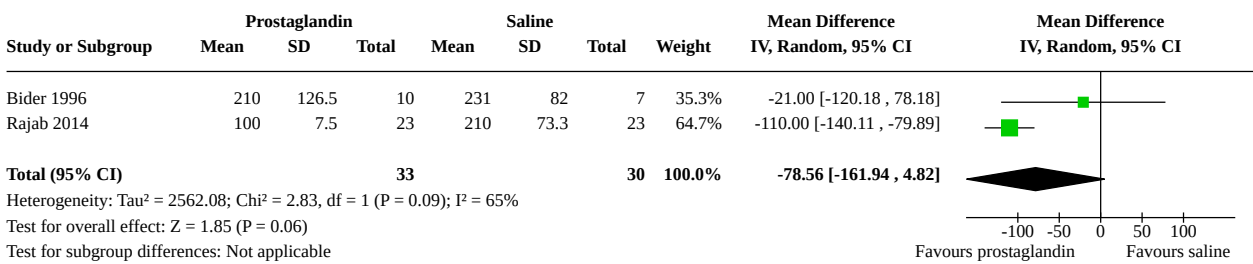 Prostaglandin Saline Mean Difference Mean Difference
Study or Subgroup Mean SD Total Mean SD Total Weight IV, Random, 95% CI IV, Random, 95% CI
Bider 1996 210 126.5 10 231 82 7 35.3% -21.00 [-120.18 , 78.18]
Rajab 2014 100 7.5 23 210 73.3 23 64.7% -110.00 [-140.11 , -79.89]
Total (95% CI) 33 30 100.0% -78.56 [-161.94 , 4.82]
Heterogeneity: Tau² = 2562.08; Chi² = 2.83, df = 1 (P = 0.09); I² = 65%
Test for overall effect: Z = 1.85 (P = 0.06) -100 -50 0 50 100
Test for subgroup differences: Not applicable Favours prostaglandin Favours saline